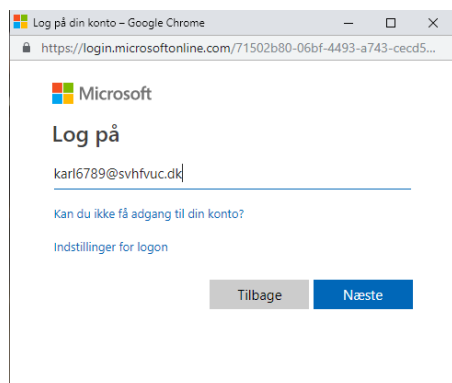 Log på din konto – Google Chrome
https://login.microsoftonline.com/71502b80-06bf-4493-a743-cecd5...
Microsoft
Log på
karl6789@svhfvuc.dk
Kan du ikke få adgang til din konto?
Indstillinger for logon
Tilbage Næste